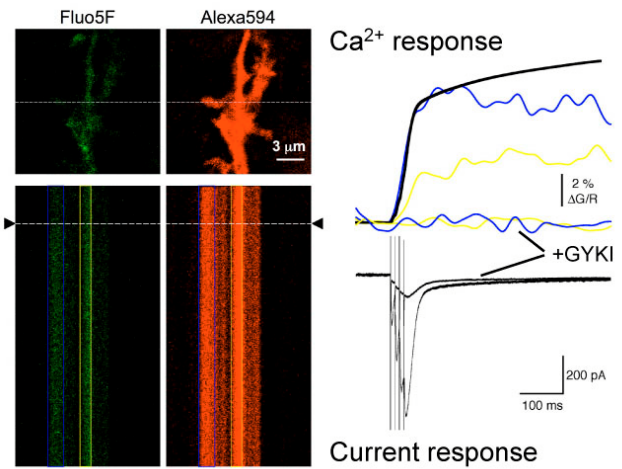 Fluo5F
Alexa594
3 µm
Ca²⁺ response
2 %
ΔG/R
+GYKI
200 pA
100 ms
Current response